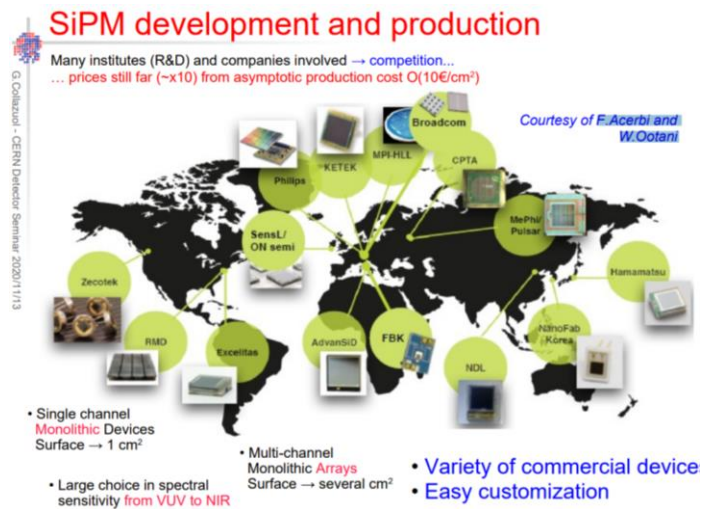 SiPM development and production
Many institutes (R&D) and companies involved → competition...
... prices still far (~x10) from asymptotic production cost O(10€/cm²)
G.Collazuol - CERN Detector Seminar 2020/11/13
Courtesy of F.Acerbi and
W.Ootani
Broadcom
MPI-HLL
KETEK
CPTA
Philips
MePhi/
Pulsar
SensL/
ON semi
Zecotek
Hamamatsu
RMD
Excelitas
AdvanSiD
FBK
NanoFab
Korea
NDL
• Single channel
Monolithic Devices
Surface → 1 cm²
• Multi-channel
Monolithic Arrays
Surface → several cm²
• Large choice in spectral
sensitivity from VUV to NIR
• Variety of commercial device
• Easy customization